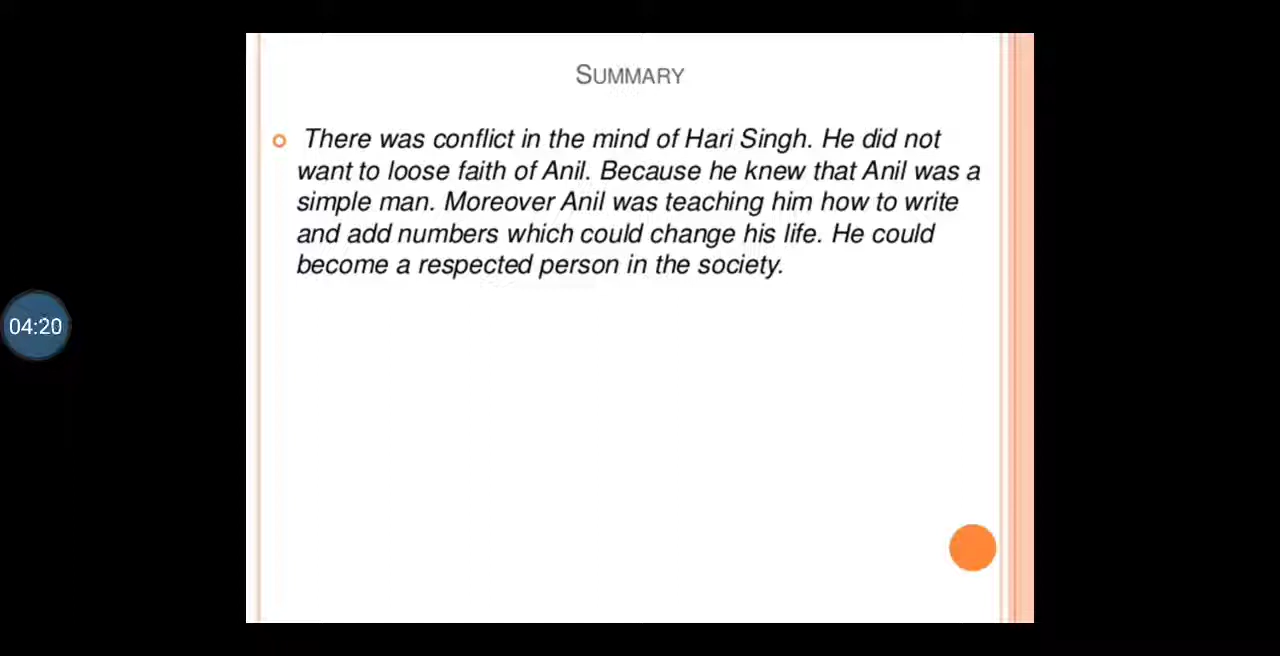 SUMMARY
There was conflict in the mind of Hari Singh. He did not
want to loose faith of Anil. Because he knew that Anil was a
simple man. Moreover Anil was teaching him how to write
and add numbers which could change his life. He could
become a respected person in the society.
04:20